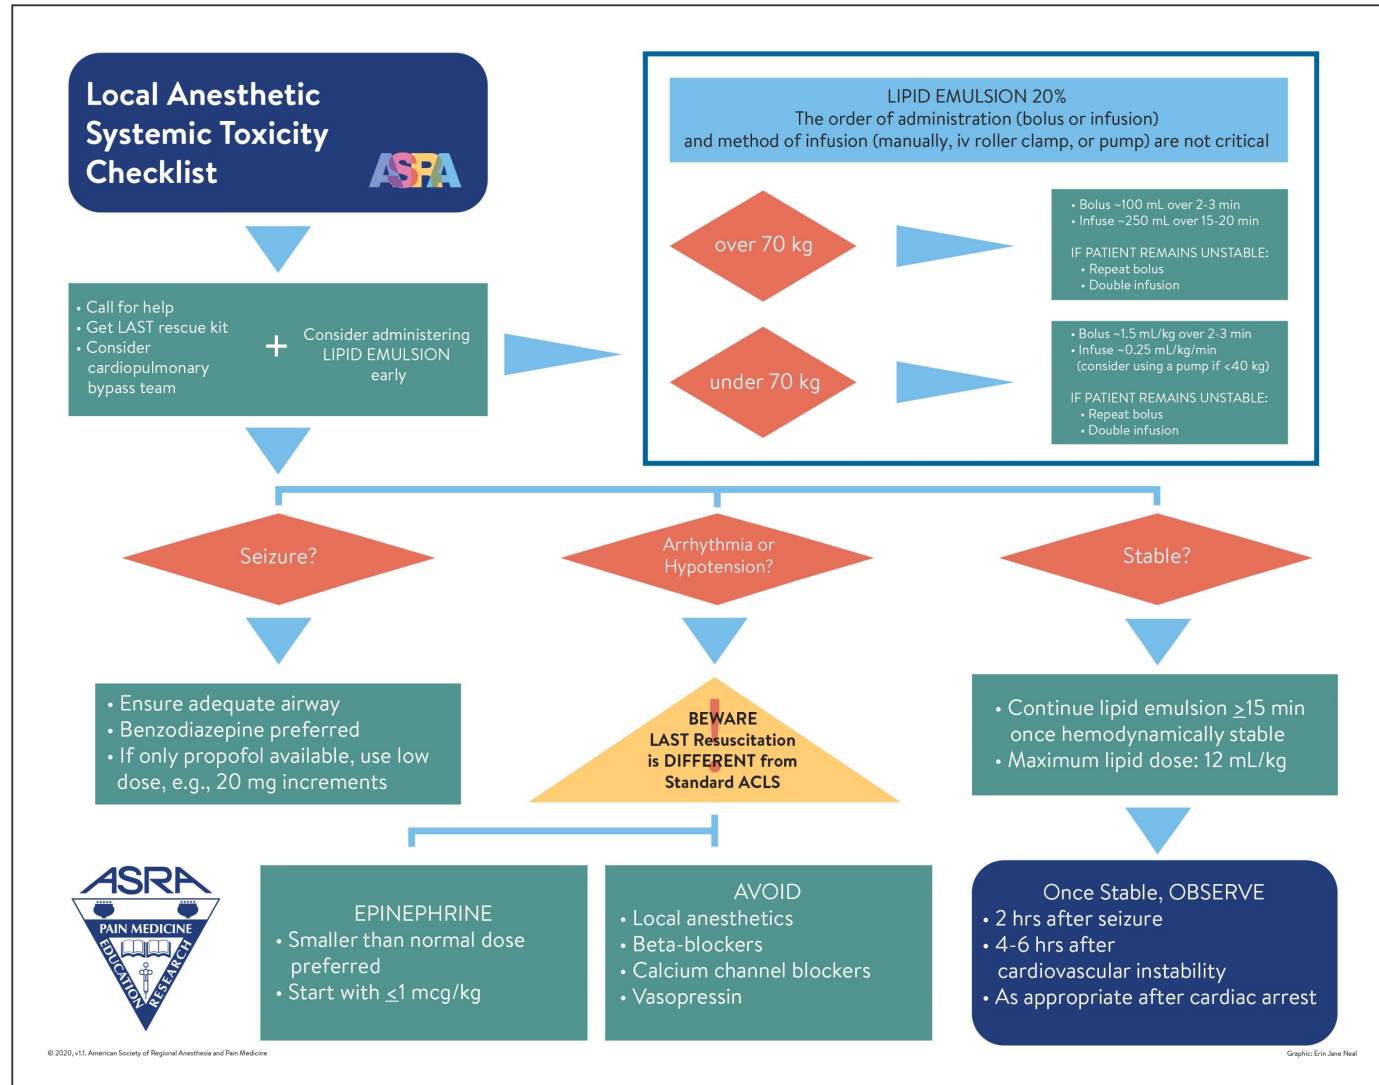 Local Anesthetic
Systemic Toxicity
Checklist
ASRA
• Call for help
• Get LAST rescue kit
• Consider
cardiopulmonary
bypass team
+
Consider administering
LIPID EMULSION
early
LIPID EMULSION 20%
The order of administration (bolus or infusion)
and method of infusion (manually, iv roller clamp, or pump) are not critical
over 70 kg
• Bolus ~100 mL over 2-3 min
• Infuse ~250 mL over 15-20 min
IF PATIENT REMAINS UNSTABLE:
• Repeat bolus
• Double infusion
under 70 kg
• Bolus ~1.5 mL/kg over 2-3 min
• Infuse ~0.25 mL/kg/min
(consider using a pump if <40 kg)
IF PATIENT REMAINS UNSTABLE:
• Repeat bolus
• Double infusion
Seizure?
Arrhythmia or
Hypotension?
Stable?
• Ensure adequate airway
• Benzodiazepine preferred
• If only propofol available, use low
dose, e.g., 20 mg increments
!
BEWARE
LAST Resuscitation
is DIFFERENT from
Standard ACLS
• Continue lipid emulsion ≥15 min
once hemodynamically stable
• Maximum lipid dose: 12 mL/kg
EPINEPHRINE
• Smaller than normal dose
preferred
• Start with ≤1 mcg/kg
AVOID
• Local anesthetics
• Beta-blockers
• Calcium channel blockers
• Vasopressin
Once Stable, OBSERVE
• 2 hrs after seizure
• 4-6 hrs after
cardiovascular instability
• As appropriate after cardiac arrest
ASRA
PAIN MEDICINE
EDUCATION
RESEARCH
© 2020, v1.1. American Society of Regional Anesthesia and Pain Medicine
Graphic: Erin Jane Neal